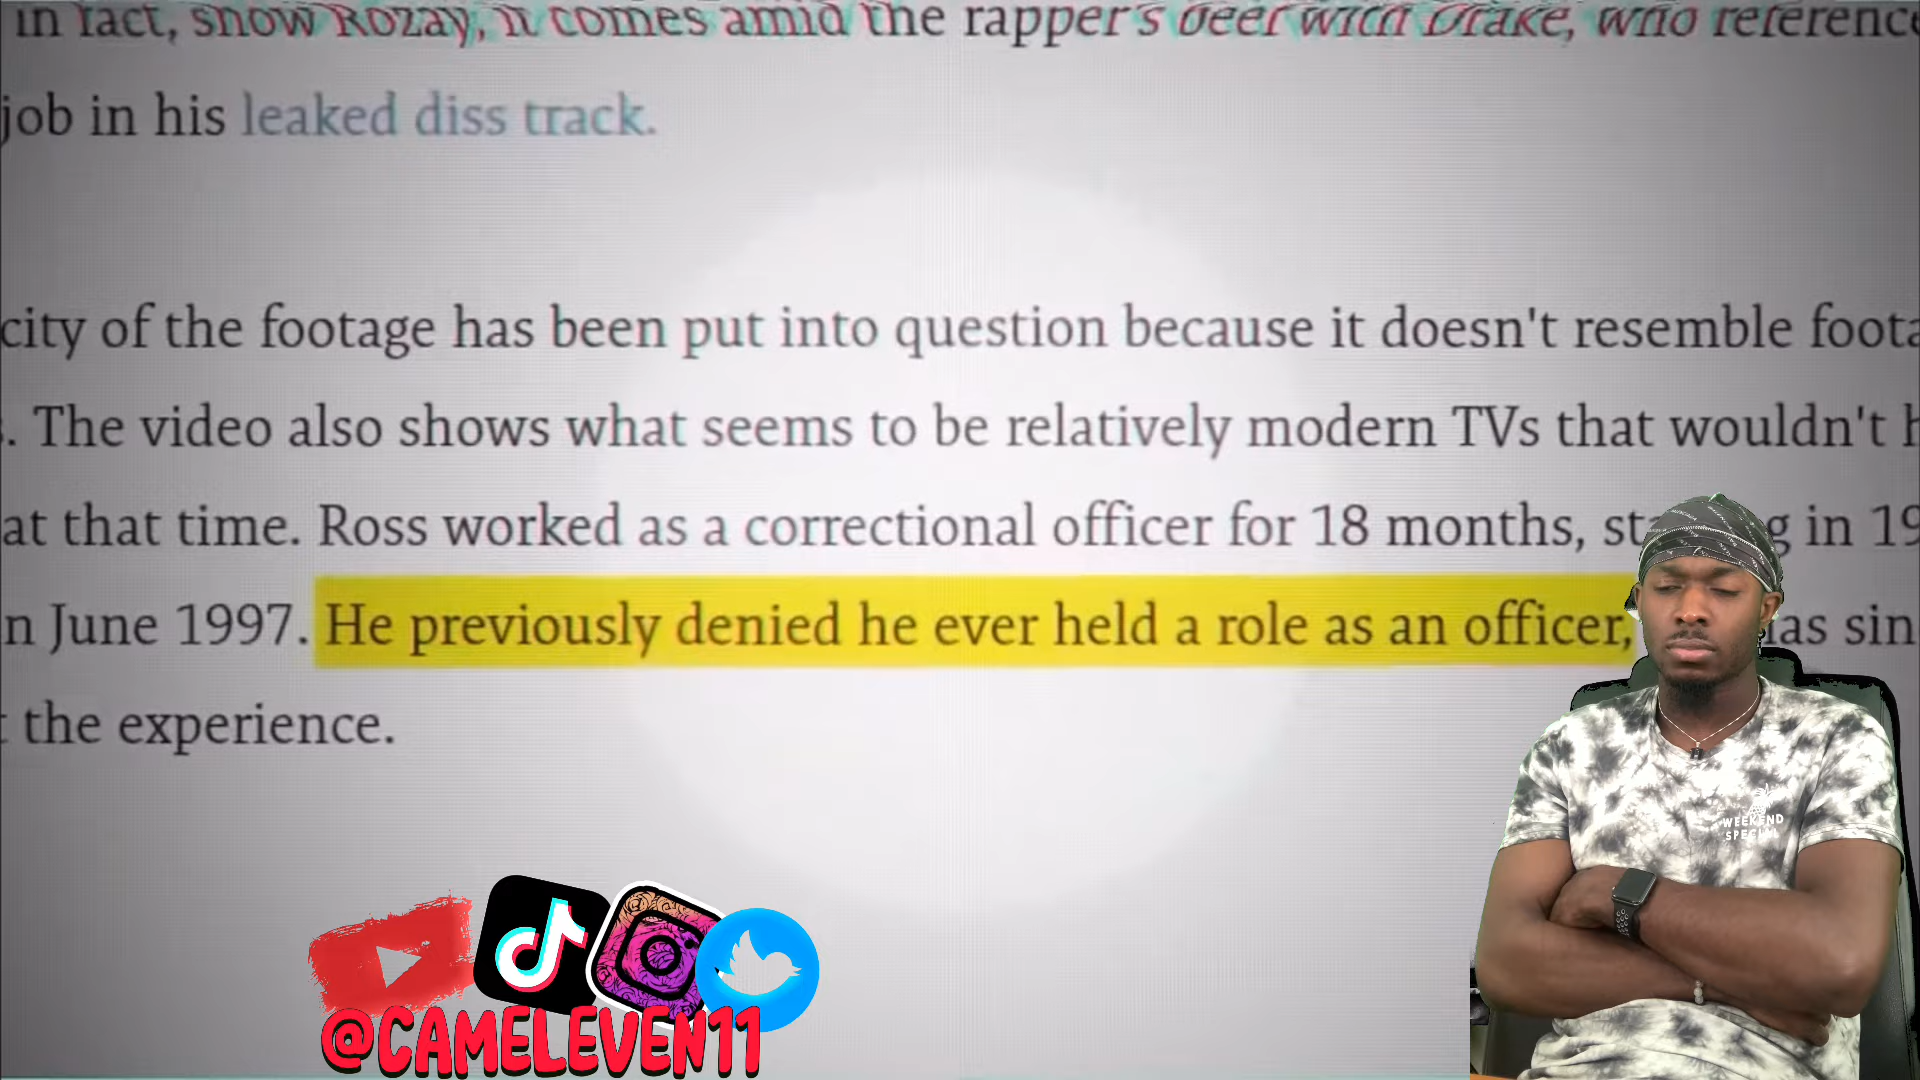 in fact, show Rozay, it comes amid the rapper's beef with Drake, who reference
job in his leaked diss track.
city of the footage has been put into question because it doesn't resemble foota
. The video also shows what seems to be relatively modern TVs that wouldn't h
at that time. Ross worked as a correctional officer for 18 months, st g in 19
n June 1997. He previously denied he ever held a role as an officer, as sin
t the experience.
WEEKEND
SPECIAL
@CAMELEVEN11